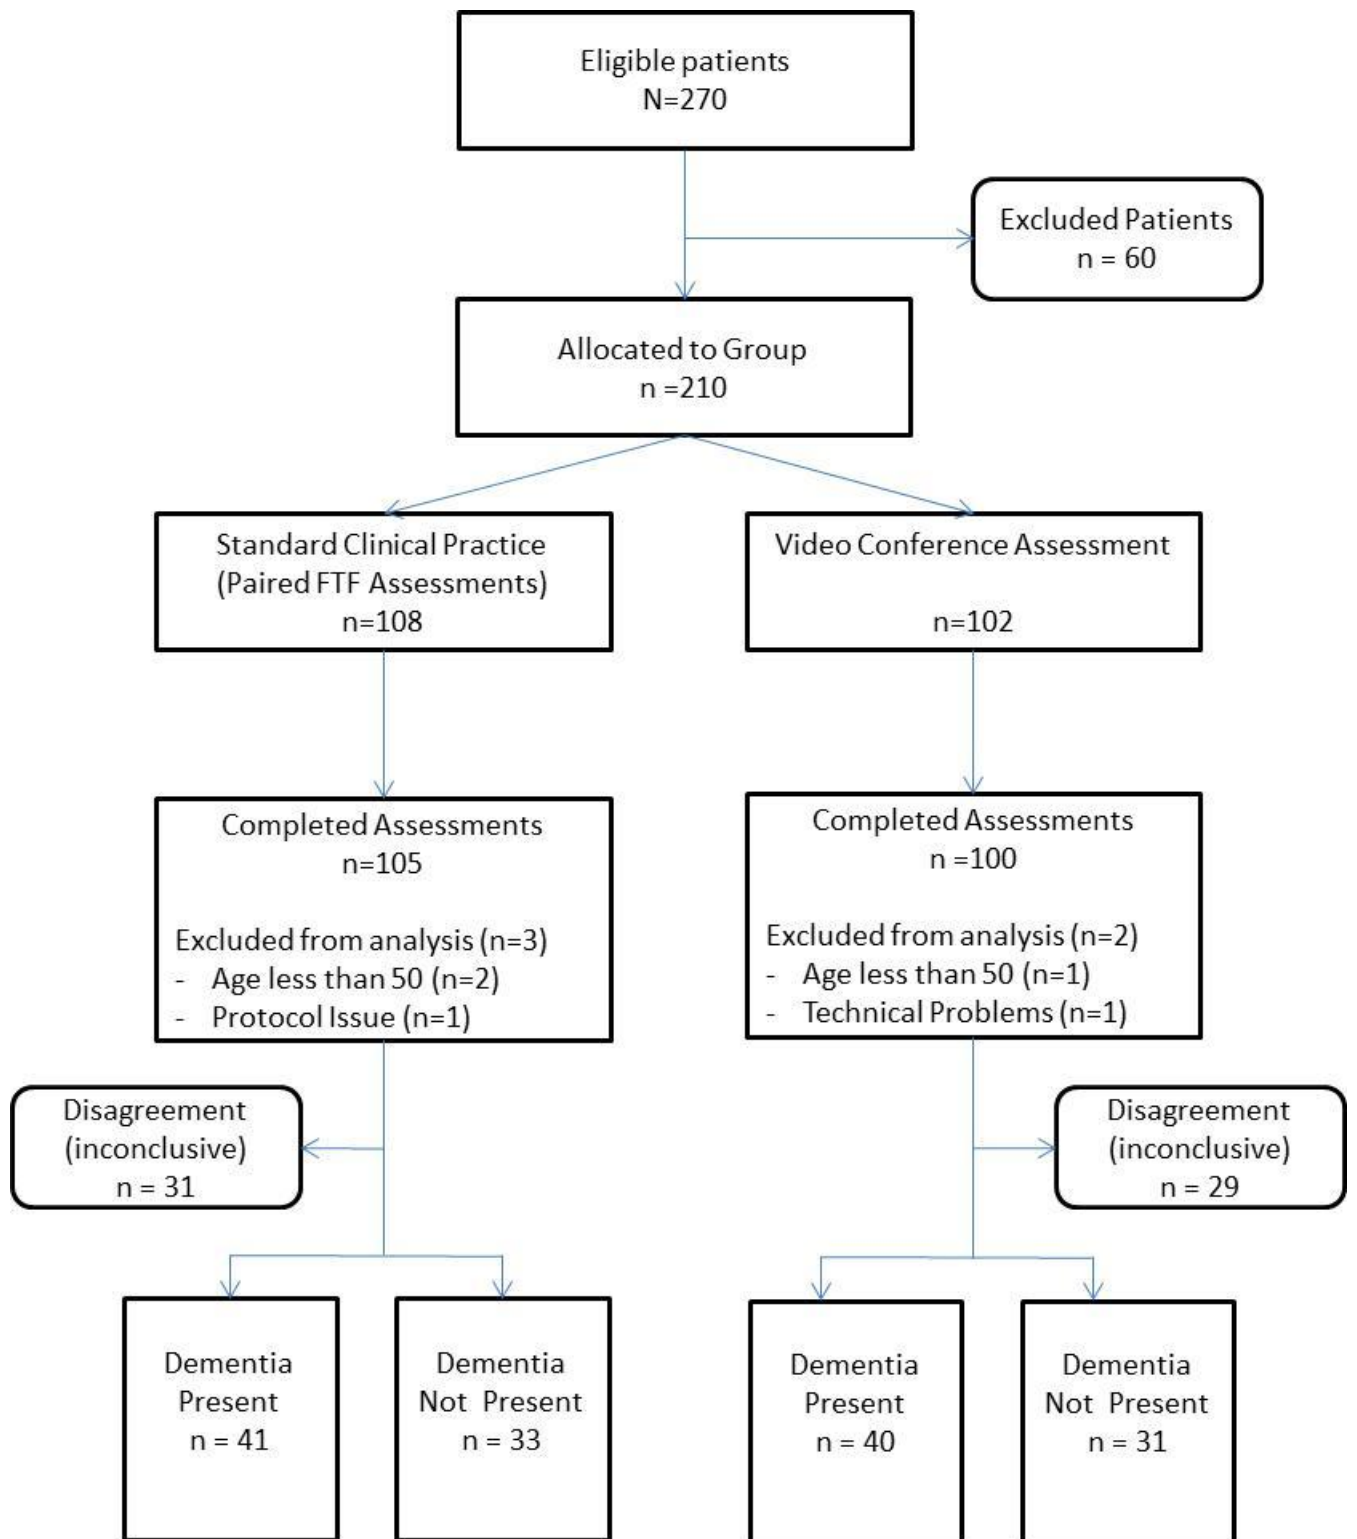 Eligible patients
N=270
Excluded Patients
n = 60
Allocated to Group
n =210
Standard Clinical Practice
(Paired FTF Assessments)
n=108
Video Conference Assessment
n=102
Completed Assessments
n=105
Excluded from analysis (n=3)
- Age less than 50 (n=2)
- Protocol Issue (n=1)
Completed Assessments
n =100
Excluded from analysis (n=2)
- Age less than 50 (n=1)
- Technical Problems (n=1)
Disagreement
(inconclusive)
n = 31
Disagreement
(inconclusive)
n = 29
Dementia
Present
n = 41
Dementia
Not Present
n = 33
Dementia
Present
n = 40
Dementia
Not Present
n = 31